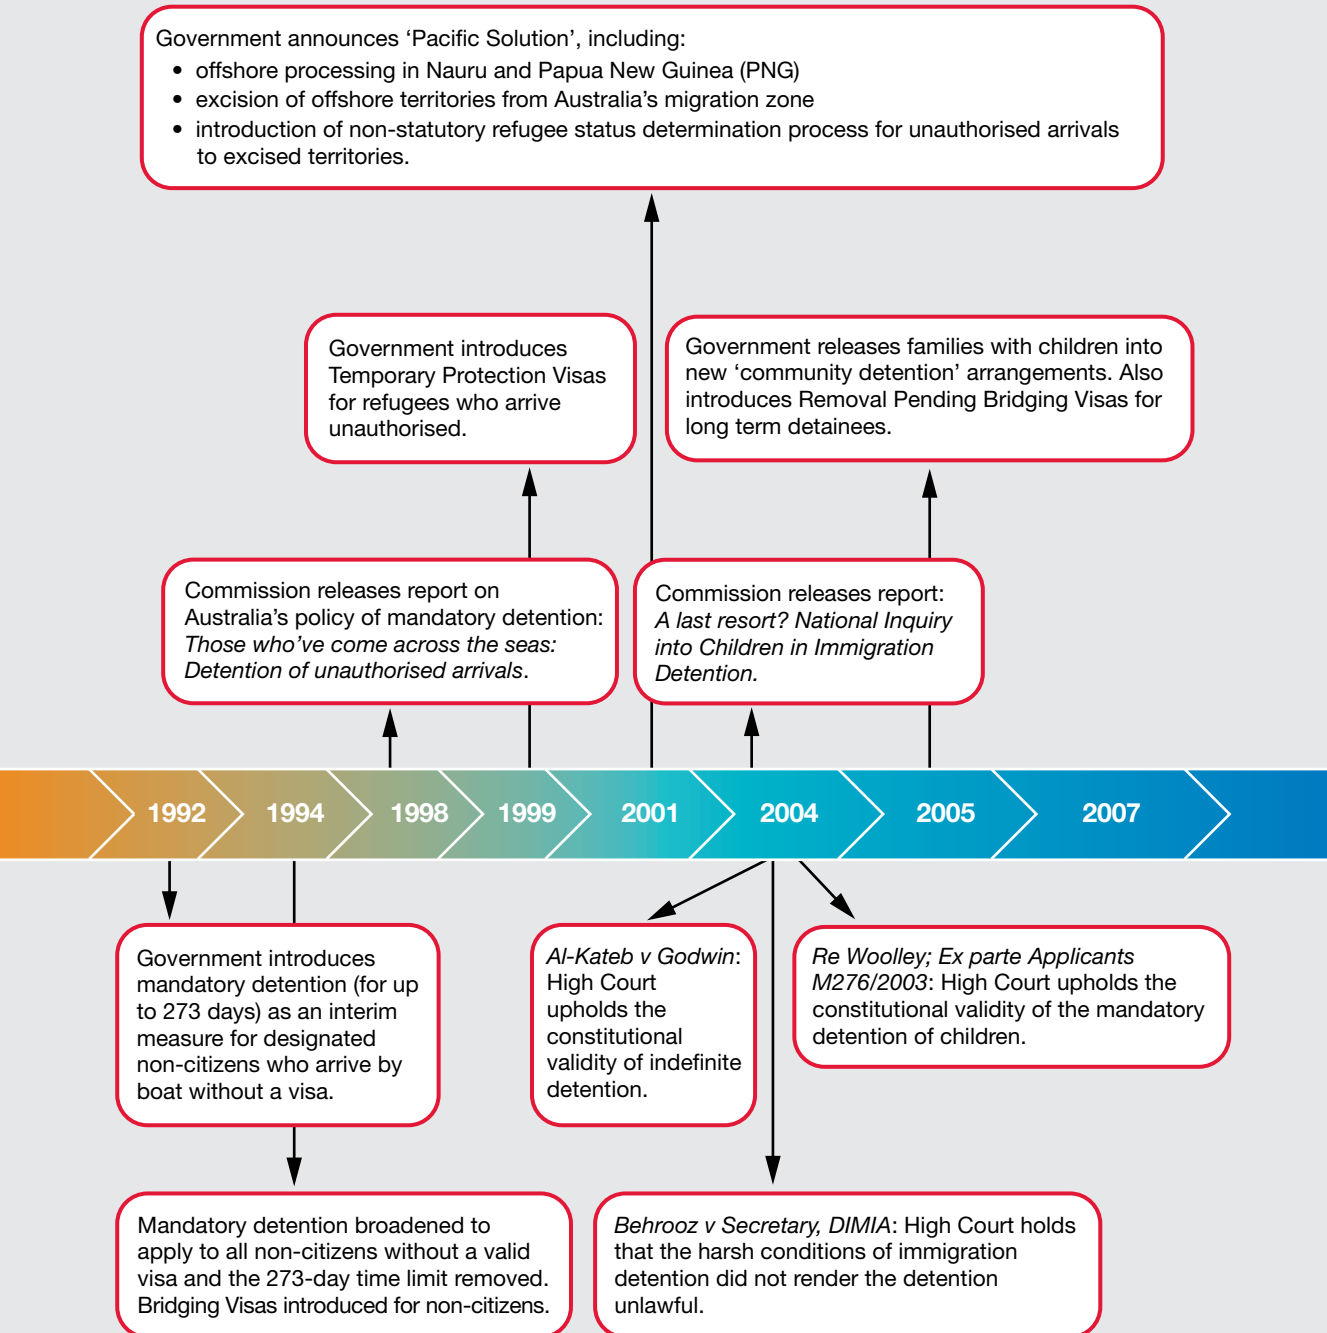 Government announces ‘Pacific Solution’, including:
• offshore processing in Nauru and Papua New Guinea (PNG)
• excision of offshore territories from Australia’s migration zone
• introduction of non-statutory refugee status determination process for unauthorised arrivals
to excised territories.
Government introduces
Temporary Protection Visas
for refugees who arrive
unauthorised.
Government releases families with children into
new ‘community detention’ arrangements. Also
introduces Removal Pending Bridging Visas for
long term detainees.
Commission releases report on
Australia’s policy of mandatory detention:
Those who’ve come across the seas:
Detention of unauthorised arrivals.
Commission releases report:
A last resort? National Inquiry
into Children in Immigration
Detention.
1992 1994 1998 1999 2001 2004 2005 2007
Government introduces
mandatory detention (for up
to 273 days) as an interim
measure for designated
non-citizens who arrive by
boat without a visa.
Al-Kateb v Godwin:
High Court
upholds the
constitutional
validity of indefinite
detention.
Re Woolley; Ex parte Applicants
M276/2003: High Court upholds the
constitutional validity of the mandatory
detention of children.
Mandatory detention broadened to
apply to all non-citizens without a valid
visa and the 273-day time limit removed.
Bridging Visas introduced for non-citizens.
Behrooz v Secretary, DIMIA: High Court holds
that the harsh conditions of immigration
detention did not render the detention
unlawful.